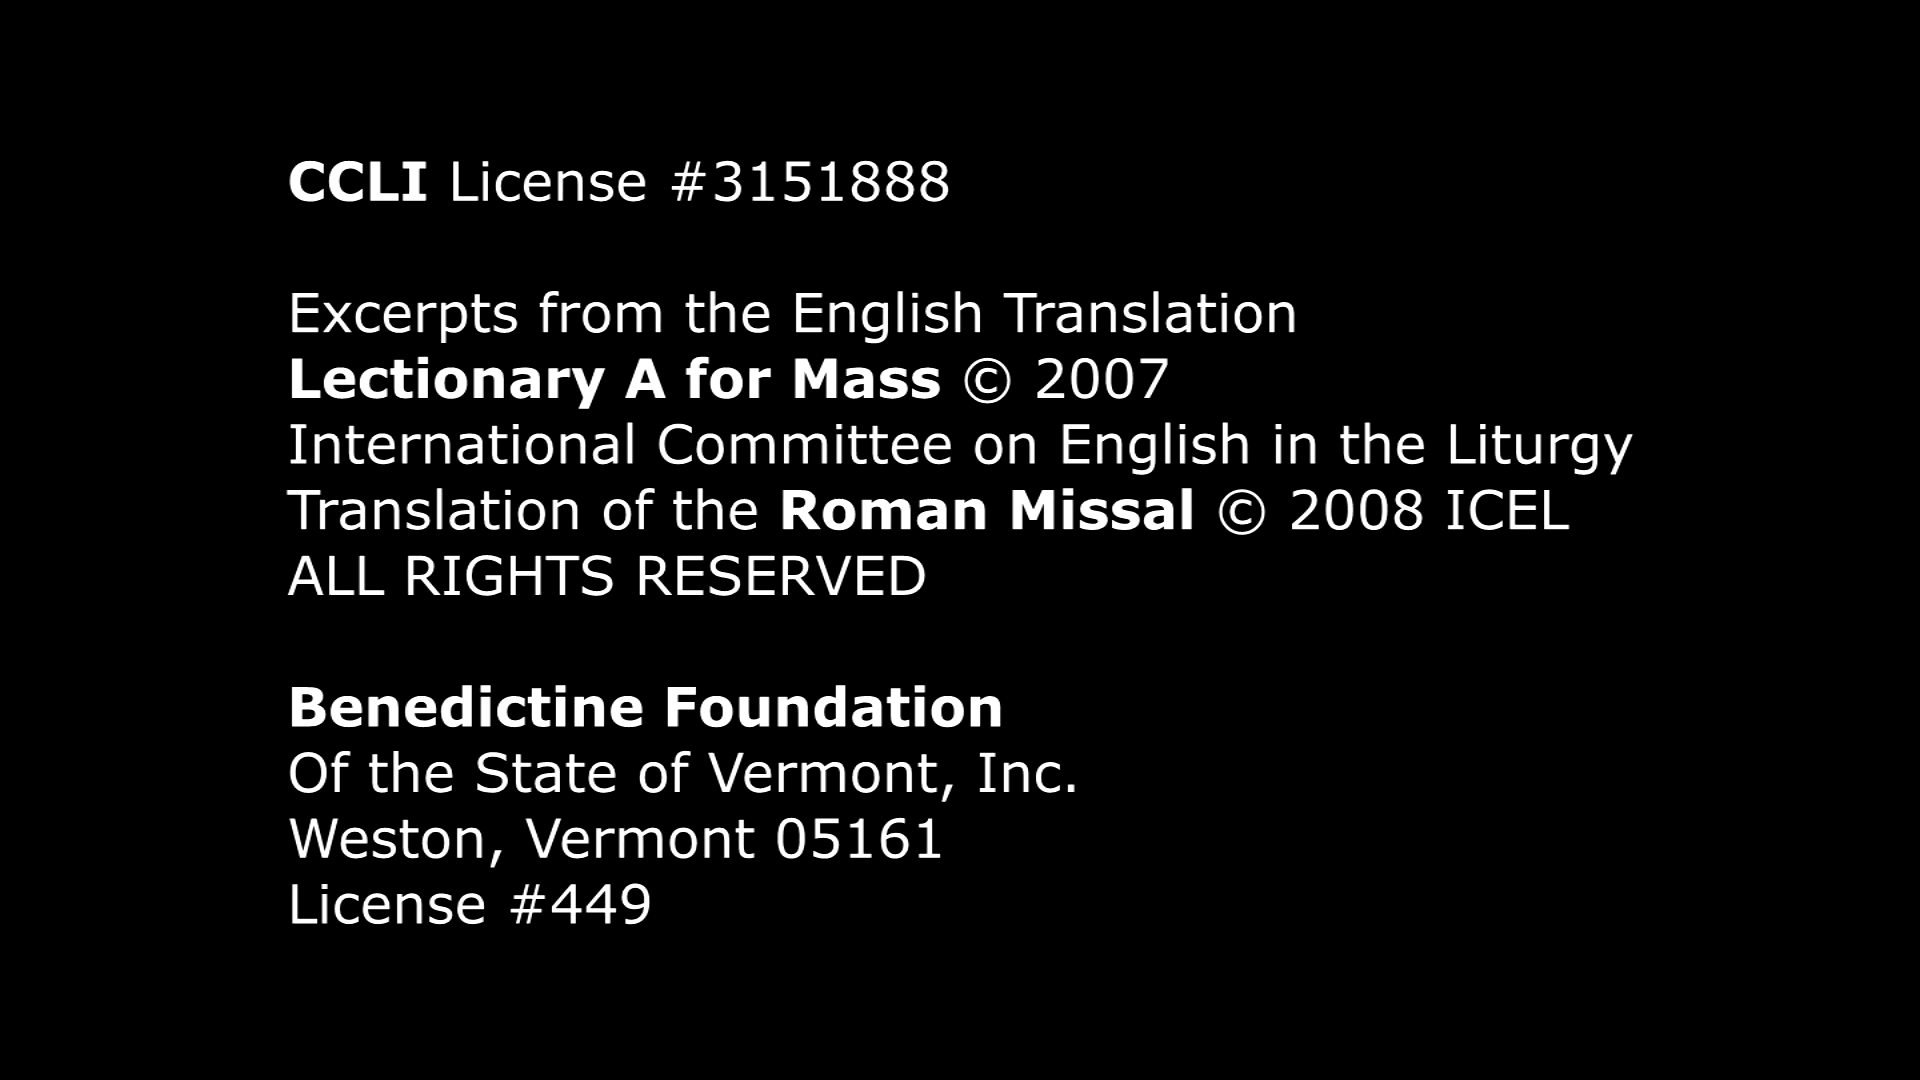 CCLI License #3151888
Excerpts from the English Translation
Lectionary A for Mass © 2007
International Committee on English in the Liturgy
Translation of the Roman Missal © 2008 ICEL
ALL RIGHTS RESERVED
Benedictine Foundation
Of the State of Vermont, Inc.
Weston, Vermont 05161
License #449